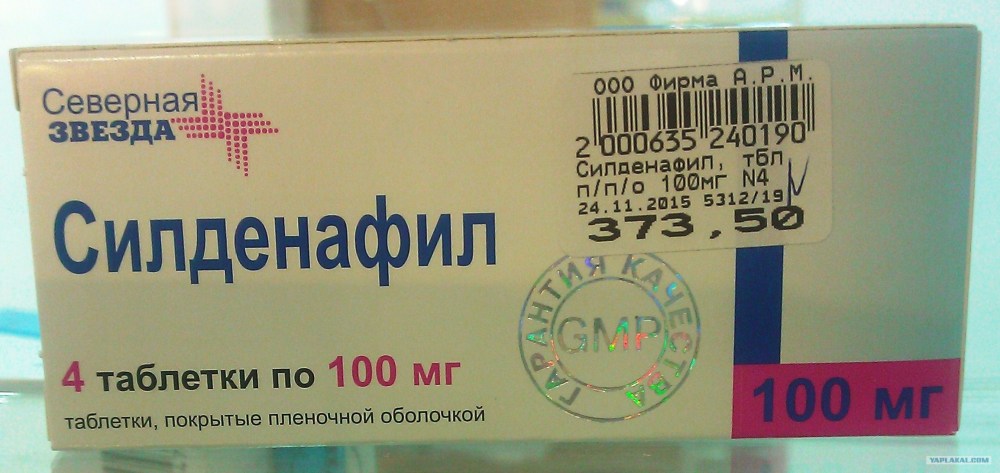 Северная
ЗВЕЗДА
Силденафил
4 таблетки по 100 мг
таблетки, покрытые пленочной оболочкой
ООО Фирма А.Р.М.
2 000635 240190
Силденафил, тбл
п/п/о 100мг N4
24.11.2015 5312/19
373,50
ГАРАНТИЯ КАЧЕСТВА
GMP
100 мг
YAPLAKAL.COM